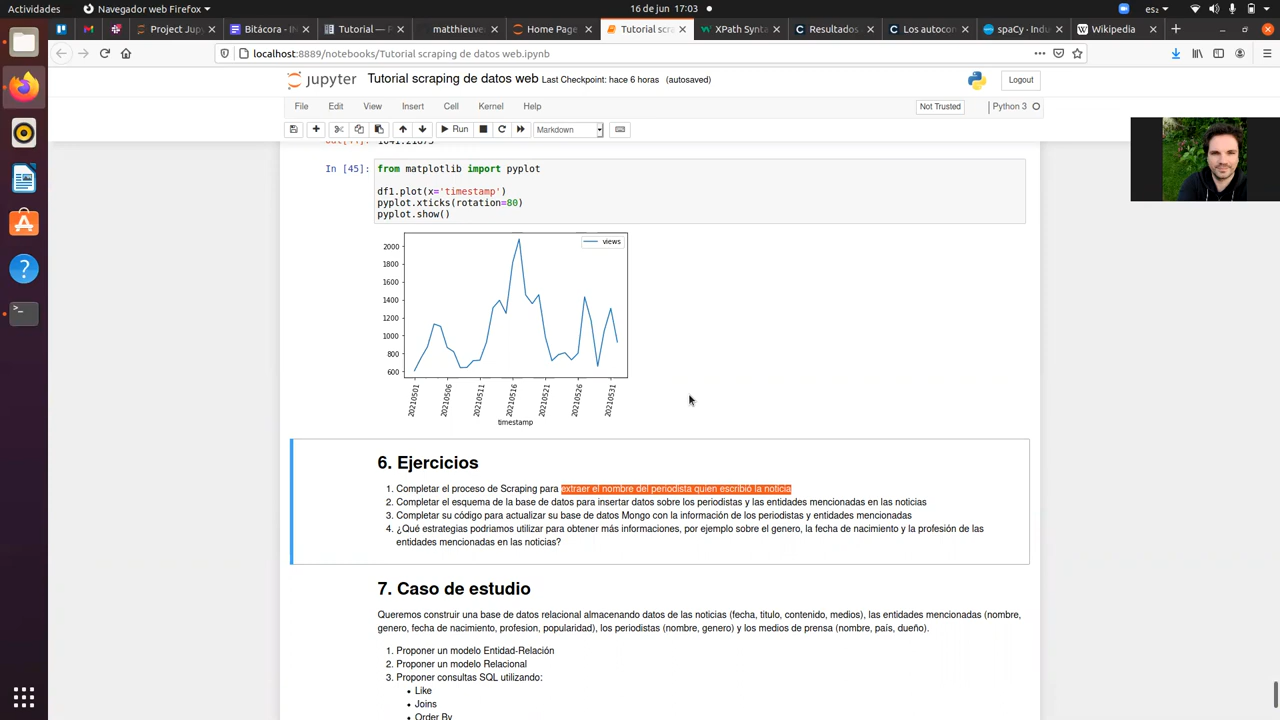 Actividades
Navegador web Firefox
16 de jun 17:03
es2
Project Jup
Bitácora - I
Tutorial —
matthieuve
Home Page
Tutorial scra
XPath Synta
Resultados
Los autocor
spaCy · Indu
Wikipedia
localhost:8889/notebooks/Tutorial scraping de datos web.ipynb
jupyter Tutorial scraping de datos web Last Checkpoint: hace 6 horas (autosaved)
Logout
File Edit View Insert Cell Kernel Help
Not Trusted
Python 3
Run
Markdown
In [45]: from matplotlib import pyplot
df1.plot(x='timestamp')
pyplot.xticks(rotation=80)
pyplot.show()
views
2000
1800
1600
1400
1200
1000
800
600
20210501
20210506
20210511
20210516
20210521
20210526
20210531
timestamp
6. Ejercicios
1. Completar el proceso de Scraping para extraer el nombre del periodista quien escribió la noticia
2. Completar el esquema de la base de datos para insertar datos sobre los periodistas y las entidades mencionadas en las noticias
3. Completar su código para actualizar su base de datos Mongo con la información de los periodistas y entidades mencionadas
4. ¿Qué estrategias podriamos utilizar para obtener más informaciones, por ejemplo sobre el genero, la fecha de nacimiento y la profesión de las
entidades mencionadas en las noticias?
7. Caso de estudio
Queremos construir una base de datos relacional almacenando datos de las noticias (fecha, titulo, contenido, medios), las entidades mencionadas (nombre,
genero, fecha de nacimiento, profesion, popularidad), los periodistas (nombre, genero) y los medios de prensa (nombre, país, dueño).
1. Proponer un modelo Entidad-Relación
2. Proponer un modelo Relacional
3. Proponer consultas SQL utilizando:
• Like
• Joins
• Order By